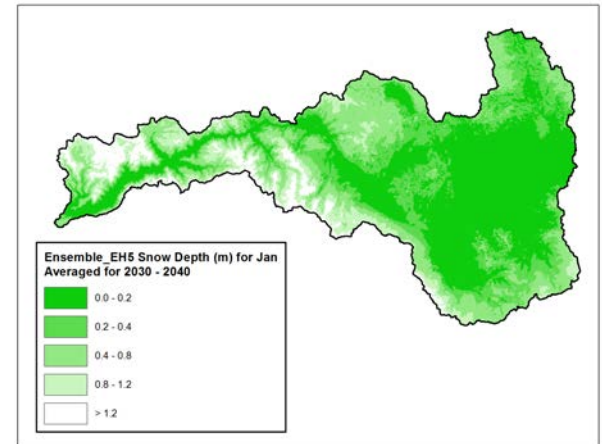 Ensemble_EH5 Snow Depth (m) for Jan
Averaged for 2030 - 2040
0.0 - 0.2
0.2 - 0.4
0.4 - 0.8
0.8 - 1.2
> 1.2